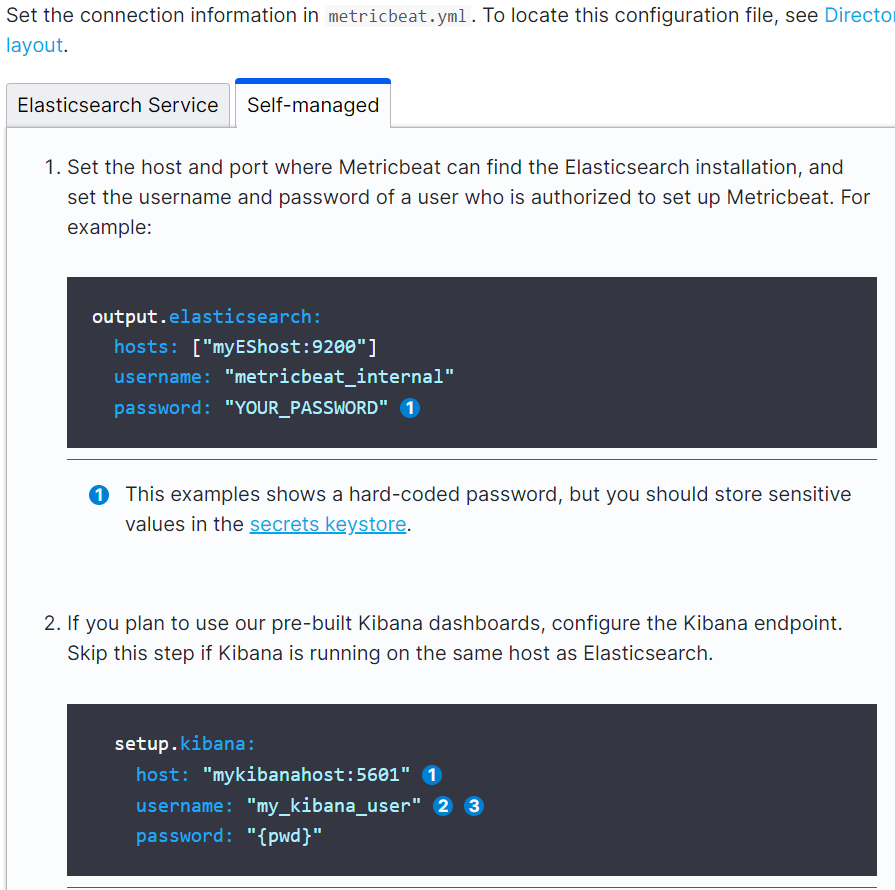 Set the connection information in metricbeat.yml. To locate this configuration file, see Director
layout.
Elasticsearch Service
Self-managed
1. Set the host and port where Metricbeat can find the Elasticsearch installation, and
set the username and password of a user who is authorized to set up Metricbeat. For
example:
output.elasticsearch:
hosts: ["myEShost:9200"]
username: "metricbeat_internal"
password: "YOUR_PASSWORD" 1
1 This examples shows a hard-coded password, but you should store sensitive
values in the secrets keystore.
2. If you plan to use our pre-built Kibana dashboards, configure the Kibana endpoint.
Skip this step if Kibana is running on the same host as Elasticsearch.
setup.kibana:
host: "mykibanahost:5601" 1
username: "my_kibana_user" 2 3
password: "{pwd}"